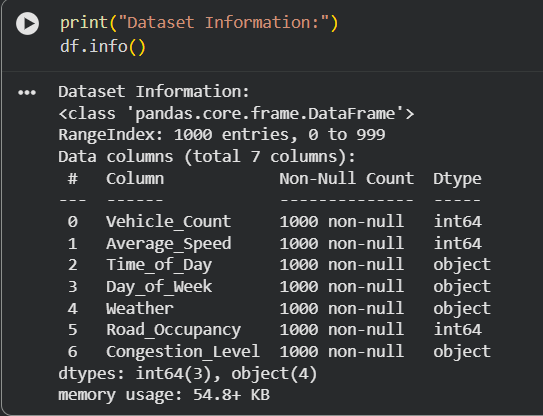 print("Dataset Information:")
df.info()
Dataset Information:
<class 'pandas.core.frame.DataFrame'>
RangeIndex: 1000 entries, 0 to 999
Data columns (total 7 columns):
 #   Column            Non-Null Count  Dtype
---  ------            --------------  -----
 0   Vehicle_Count     1000 non-null   int64
 1   Average_Speed     1000 non-null   int64
 2   Time_of_Day       1000 non-null   object
 3   Day_of_Week       1000 non-null   object
 4   Weather           1000 non-null   object
 5   Road_Occupancy    1000 non-null   int64
 6   Congestion_Level  1000 non-null   object
dtypes: int64(3), object(4)
memory usage: 54.8+ KB